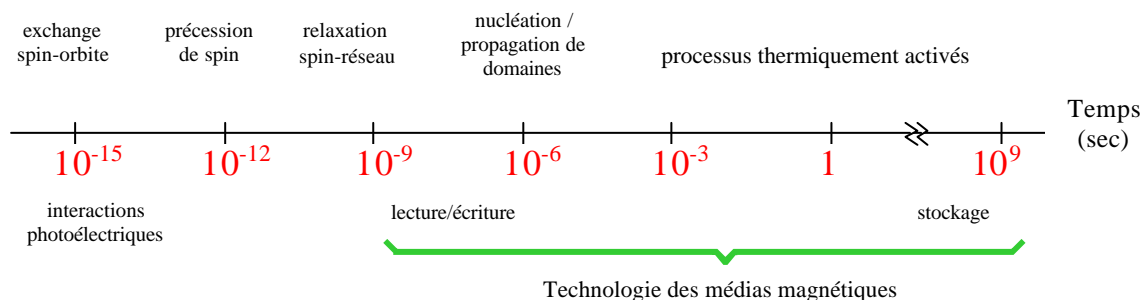 exchange
spin-orbite
précession
de spin
relaxation
spin-réseau
nucléation /
propagation de
domaines
processus thermiquement activés
Temps
(sec)
10-15
10-12
10-9
10-6
10-3
1
109
interactions
photoélectriques
lecture/écriture
stockage
Technologie des médias magnétiques